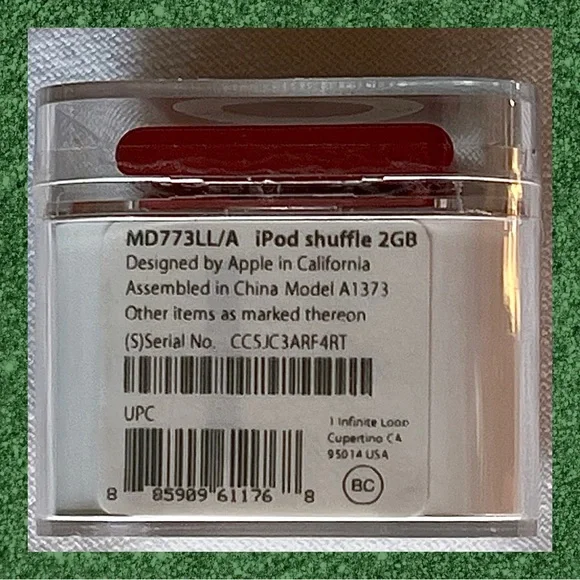 MD773LL/A iPod shuffle 2GB
Designed by Apple in California
Assembled in China Model A1373
Other items as marked thereon
(S)Serial No. CC5JC3ARF4RT
UPC
1 Infinite Loop
Cupertino CA
95014 USA
BC
8 85909 61176 8